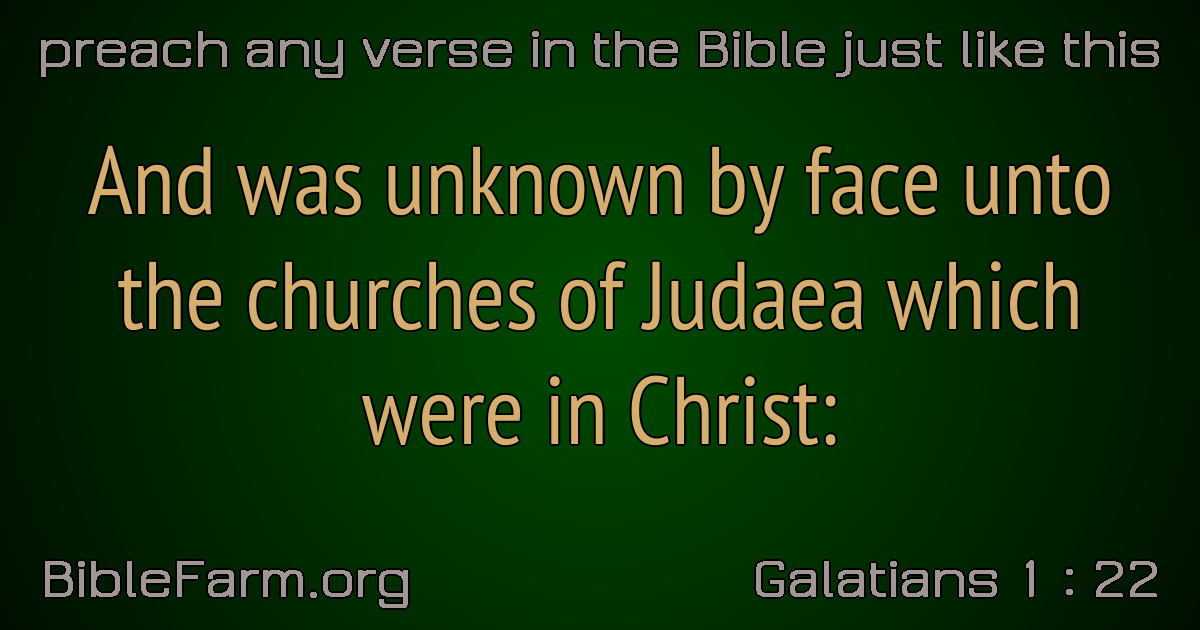 preach any verse in the Bible just like this
And was unknown by face unto
the churches of Judaea which
were in Christ:
BibleFarm.org
Galatians 1 : 22